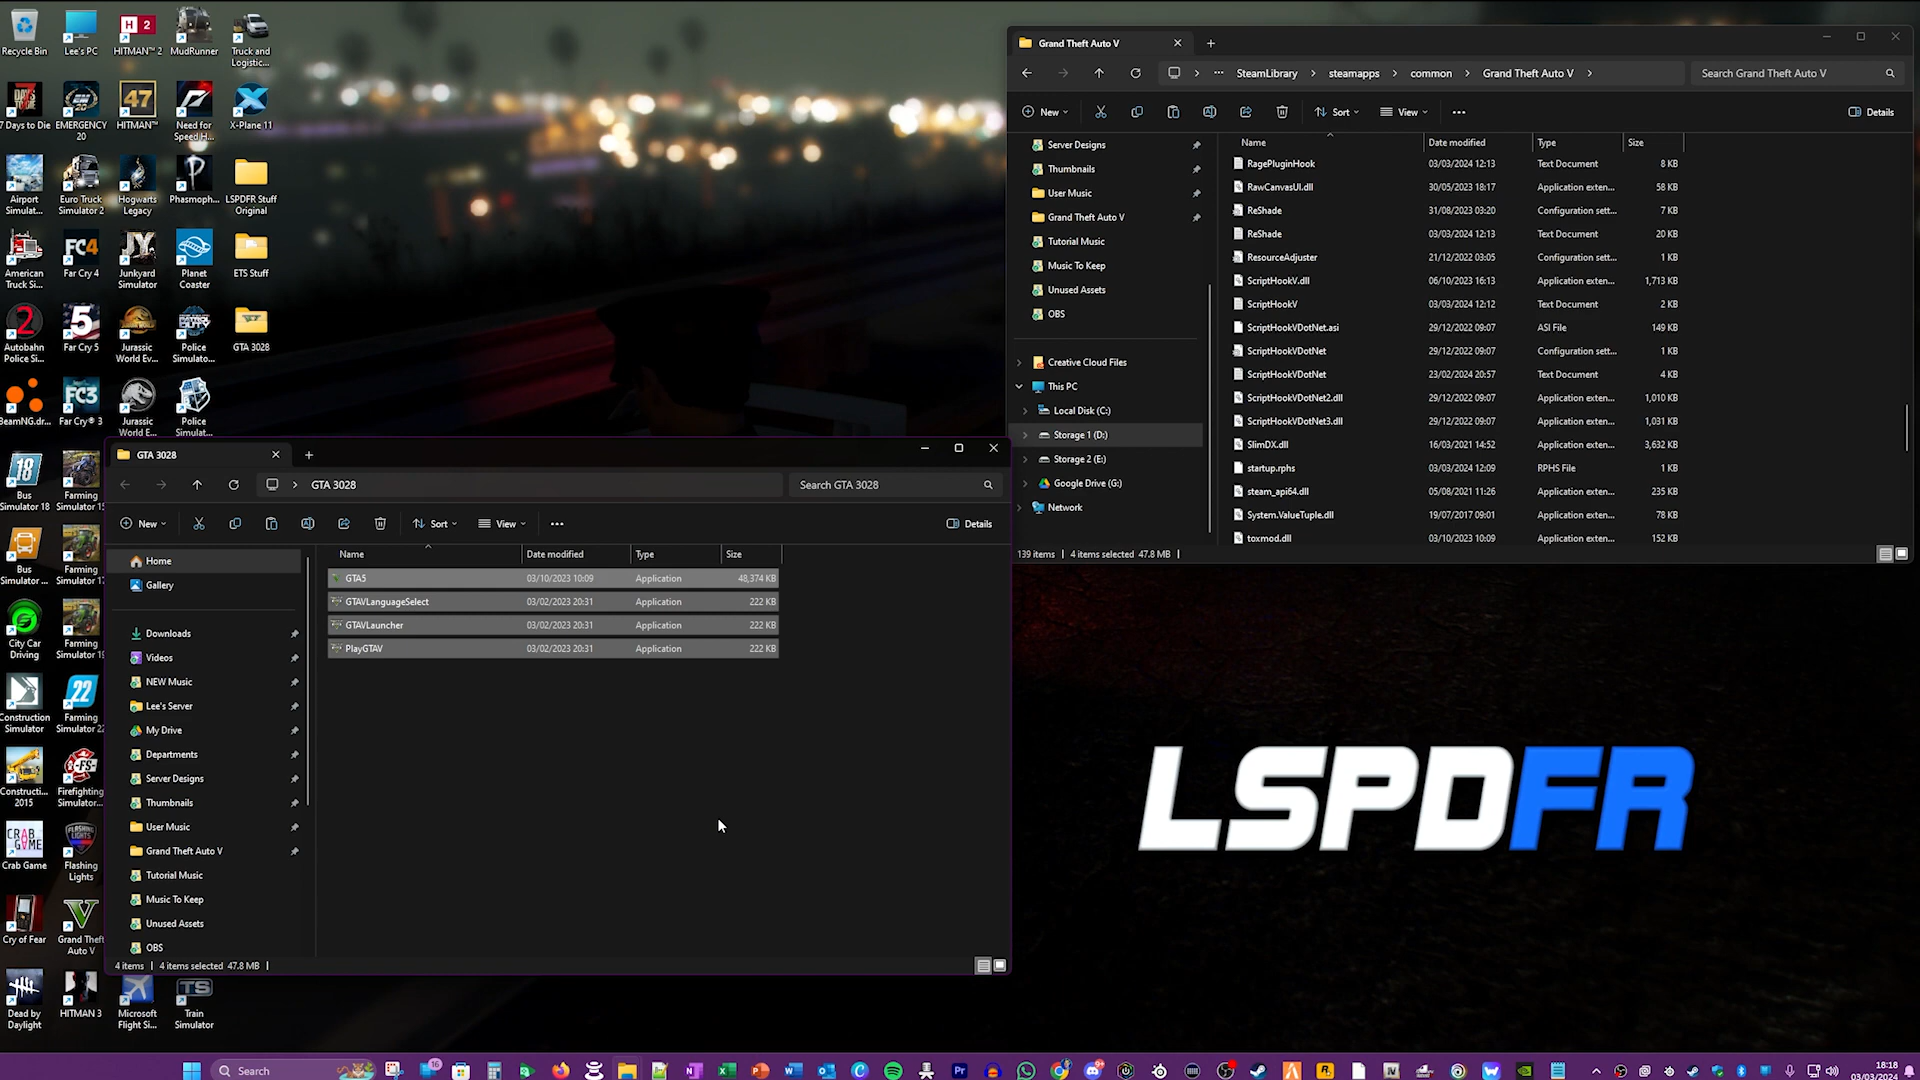 Recycle Bin
Lee's PC
HITMAN™ 2
MudRunner
Truck and
Logistic...
7 Days to Die
EMERGENCY
20
HITMAN™
Need for
Speed H...
X-Plane 11
Airport
Simulat...
Euro Truck
Simulator 2
Hogwarts
Legacy
Phasmoph...
LSPDFR Stuff
Original
American
Truck Si...
Far Cry 4
Junkyard
Simulator
Planet
Coaster
ETS Stuff
Autobahn
Police Si...
Far Cry 5
Jurassic
World Ev...
Police
Simulato...
GTA 3028
BeamNG.dr...
Far Cry® 3
Jurassic
World E...
Police
Simulat...
Bus
Simulator 18
Farming
Simulator 15
Bus
Simulator ...
Farming
Simulator 17
City Car
Driving
Farming
Simulator 19
Construction
Simulator
Farming
Simulator 22
Constructi...
2015
Firefighting
Simulator...
Crab Game
Flashing
Lights
Cry of Fear
Grand Theft
Auto V
Dead by
Daylight
HITMAN 3
Microsoft
Flight Si...
Train
Simulator
Grand Theft Auto V
SteamLibrary > steamapps > common > Grand Theft Auto V >
Search Grand Theft Auto V
New
Sort
View
Details
Server Designs
Thumbnails
User Music
Grand Theft Auto V
Tutorial Music
Music To Keep
Unused Assets
OBS
Creative Cloud Files
This PC
Local Disk (C:)
Storage 1 (D:)
Storage 2 (E:)
Google Drive (G:)
Network
Name Date modified Type Size
RagePluginHook 03/03/2024 12:13 Text Document 8 KB
RawCanvasUI.dll 30/05/2023 18:17 Application exten... 58 KB
ReShade 31/08/2023 03:20 Configuration sett... 7 KB
ReShade 03/03/2024 12:13 Text Document 20 KB
ResourceAdjuster 21/12/2022 03:05 Configuration sett... 1 KB
ScriptHookV.dll 06/10/2023 16:13 Application exten... 1,713 KB
ScriptHookV 03/03/2024 12:12 Text Document 2 KB
ScriptHookVDotNet.asi 29/12/2022 09:07 ASI File 149 KB
ScriptHookVDotNet 29/12/2022 09:07 Configuration sett... 1 KB
ScriptHookVDotNet 23/02/2024 20:57 Text Document 4 KB
ScriptHookVDotNet2.dll 29/12/2022 09:07 Application exten... 1,010 KB
ScriptHookVDotNet3.dll 29/12/2022 09:07 Application exten... 1,031 KB
SlimDX.dll 16/03/2021 14:52 Application exten... 3,632 KB
startup.rphs 03/03/2024 12:09 RPHS File 1 KB
steam_api64.dll 05/08/2021 11:26 Application exten... 235 KB
System.ValueTuple.dll 19/07/2017 09:01 Application exten... 78 KB
toxmod.dll 03/10/2023 10:09 Application exten... 152 KB
139 items | 4 items selected 47.8 MB |
GTA 3028
GTA 3028
Search GTA 3028
New
Sort
View
Details
Home
Gallery
Downloads
Videos
NEW Music
Lee's Server
My Drive
Departments
Server Designs
Thumbnails
User Music
Grand Theft Auto V
Tutorial Music
Music To Keep
Unused Assets
OBS
Name Date modified Type Size
GTA5 03/10/2023 10:09 Application 48,374 KB
GTAVLanguageSelect 03/02/2023 20:31 Application 222 KB
GTAVLauncher 03/02/2023 20:31 Application 222 KB
PlayGTAV 03/02/2023 20:31 Application 222 KB
4 items | 4 items selected 47.8 MB |
LSPDFR
Search
18:18
03/03/2024